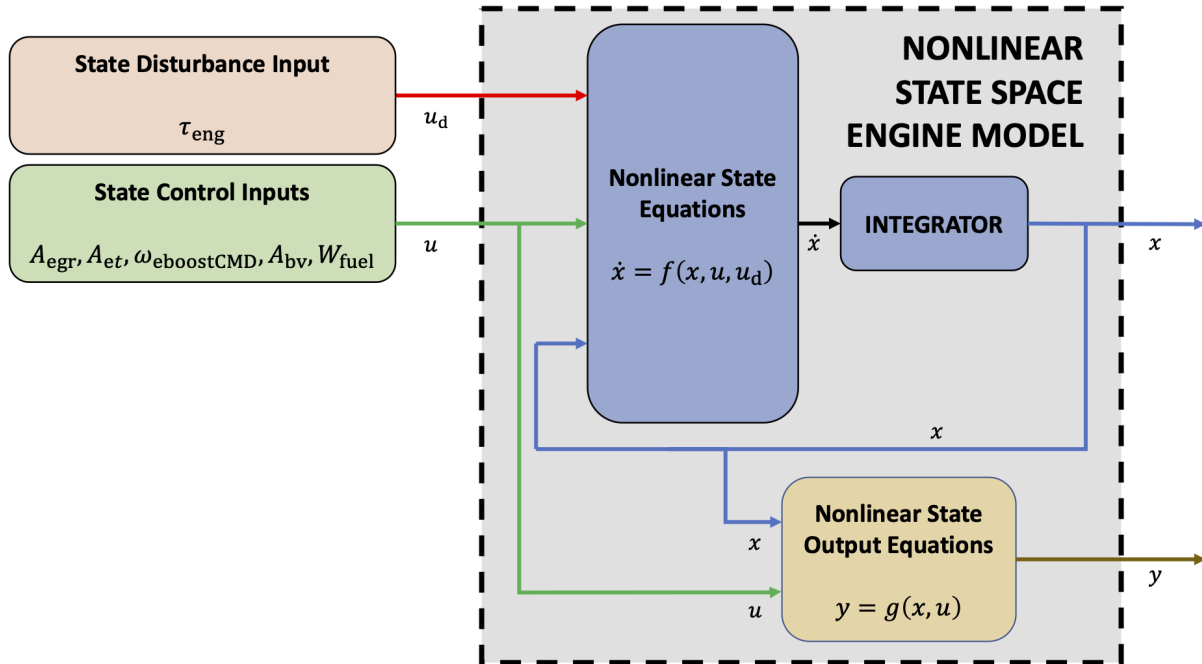 NONLINEAR
STATE SPACE
ENGINE MODEL
State Disturbance Input
τ_eng
u_d
State Control Inputs
A_egr, A_et, ω_eboostCMD, A_bv, W_fuel
u
Nonlinear State
Equations
ẋ = f(x, u, u_d)
ẋ
INTEGRATOR
x
x
x
u
Nonlinear State
Output Equations
y = g(x, u)
y